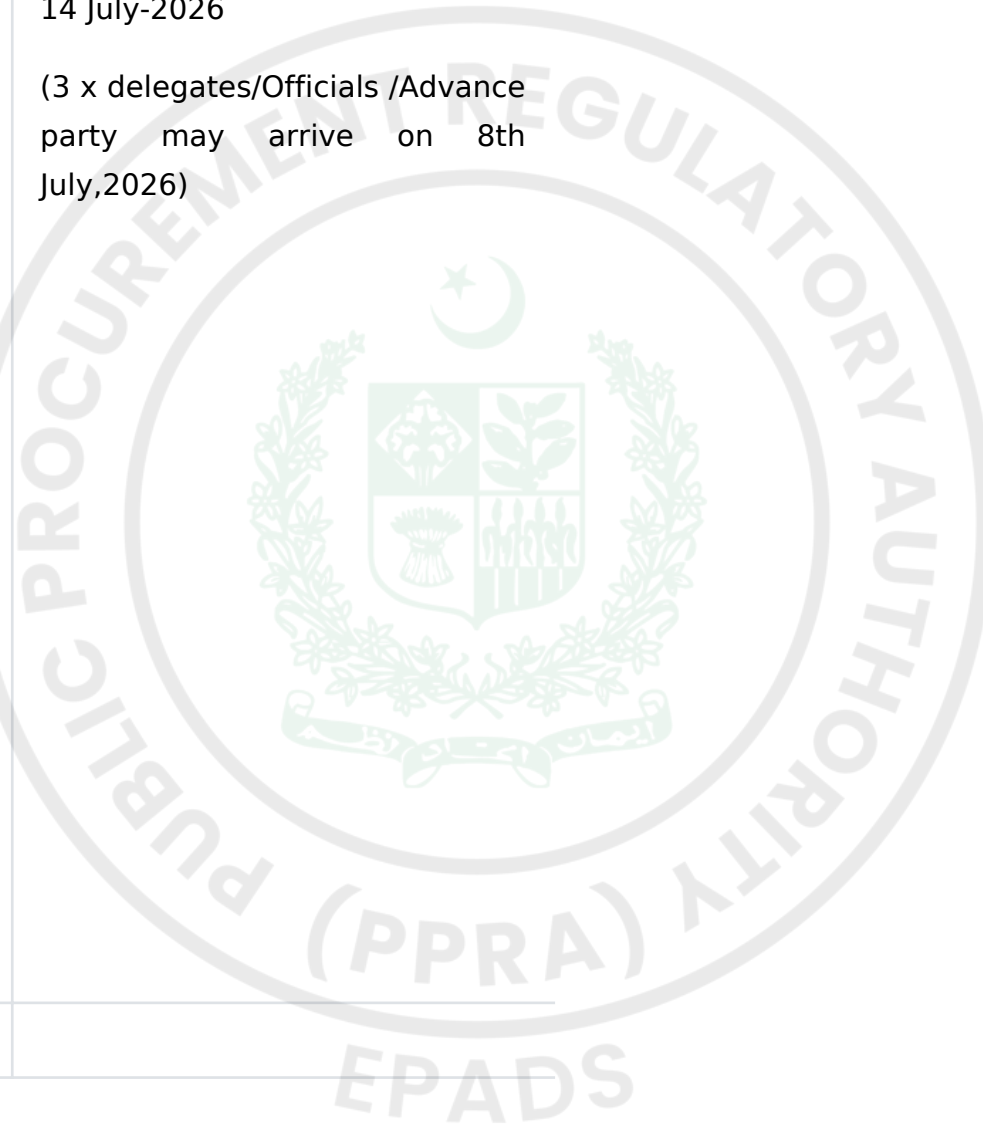 14 July-2026
(3 x delegates/Officials /Advance
party may arrive on 8th
July,2026)
PUBLIC PROCUREMENT REGULATORY AUTHORITY
(PPRA)
EPADS